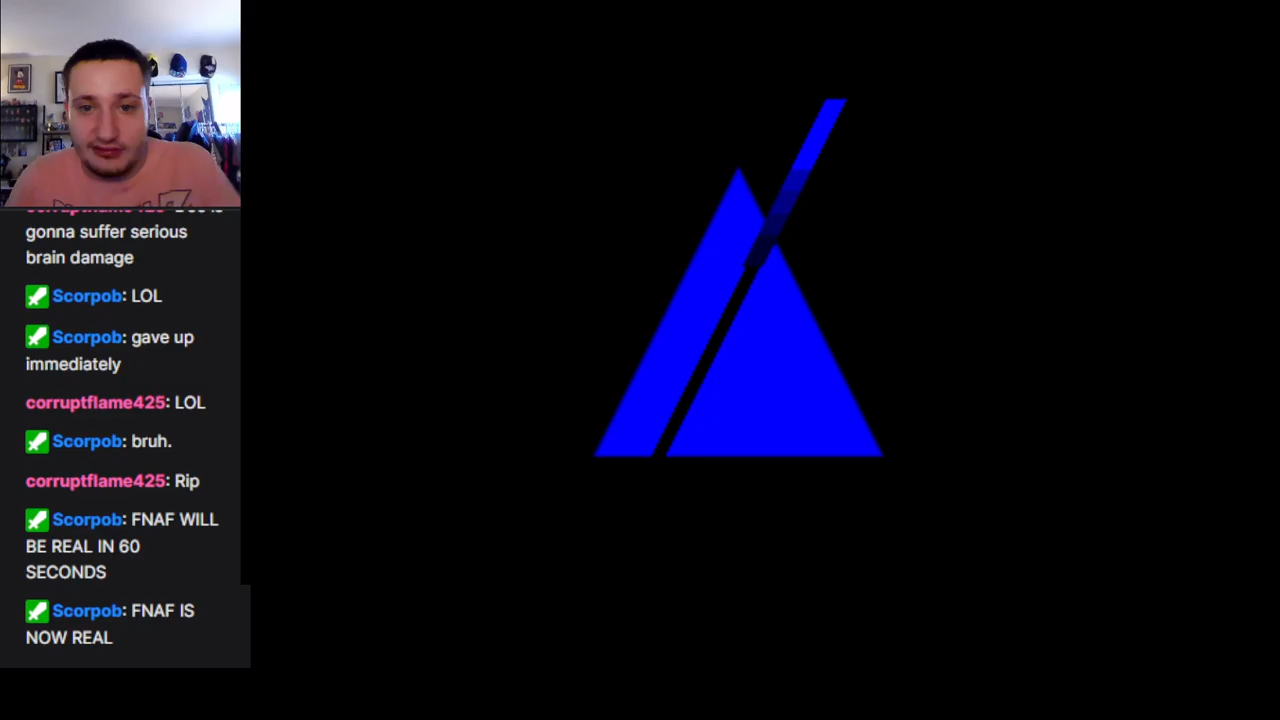 gonna suffer serious
brain damage
Scorpob: LOL
Scorpob: gave up
immediately
corruptflame425: LOL
Scorpob: bruh.
corruptflame425: Rip
Scorpob: FNAF WILL
BE REAL IN 60
SECONDS
Scorpob: FNAF IS
NOW REAL